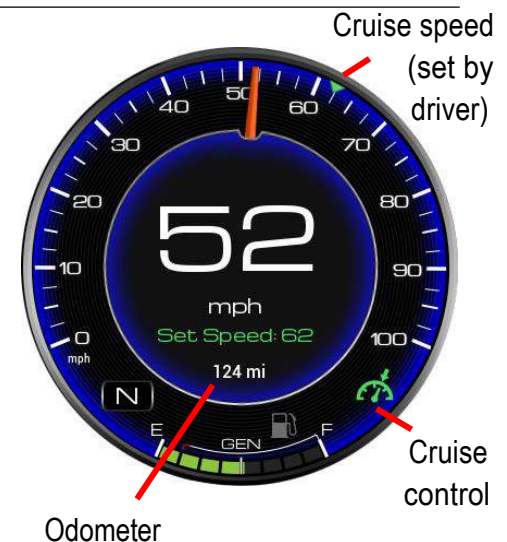 Cruise speed
(set by
driver)
50
40
60
30
70
20
80
52
10
90
mph
Set Speed: 62
0
100
mph
124 mi
N
E
F
GEN
Cruise
control
Odometer